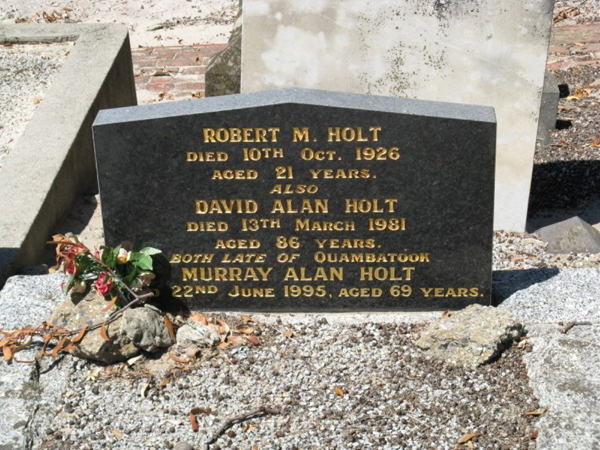 ROBERT M. HOLT
DIED 10TH OCT. 1926
AGED 21 YEARS.
ALSO
DAVID ALAN HOLT
DIED 13TH MARCH 1981
AGED 86 YEARS.
BOTH LATE OF QUAMBATOOK
MURRAY ALAN HOLT
22ND JUNE 1995, AGED 69 YEARS.